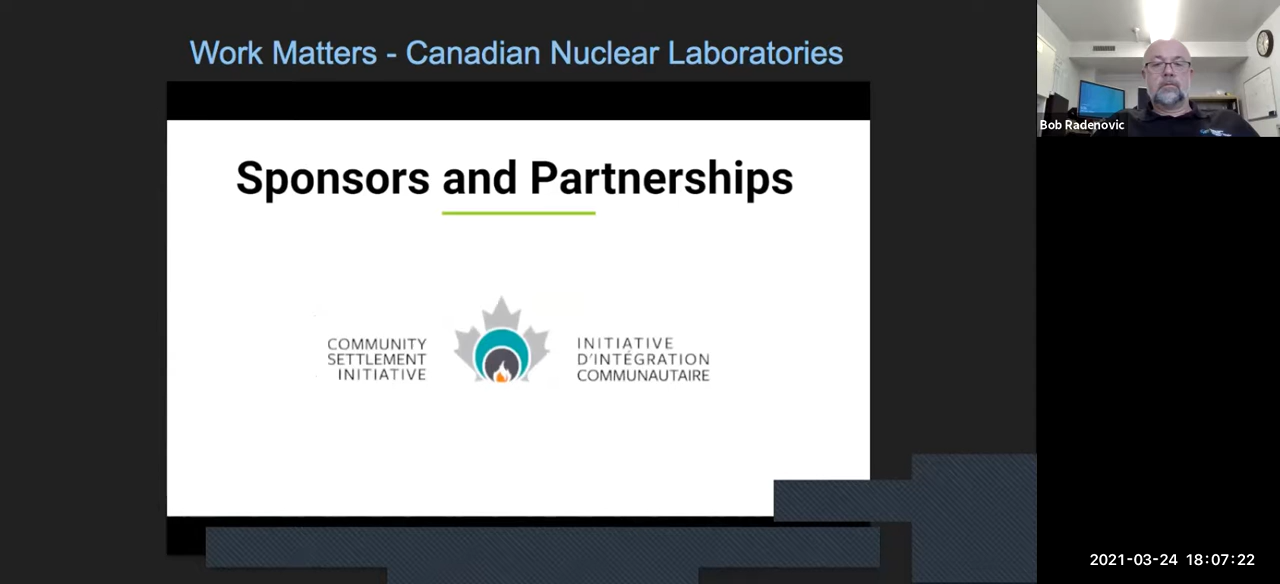 Work Matters - Canadian Nuclear Laboratories
Sponsors and Partnerships
COMMUNITY
SETTLEMENT
INITIATIVE
INITIATIVE
D'INTÉGRATION
COMMUNAUTAIRE
Bob Radenovic
2021-03-24 18:07:22